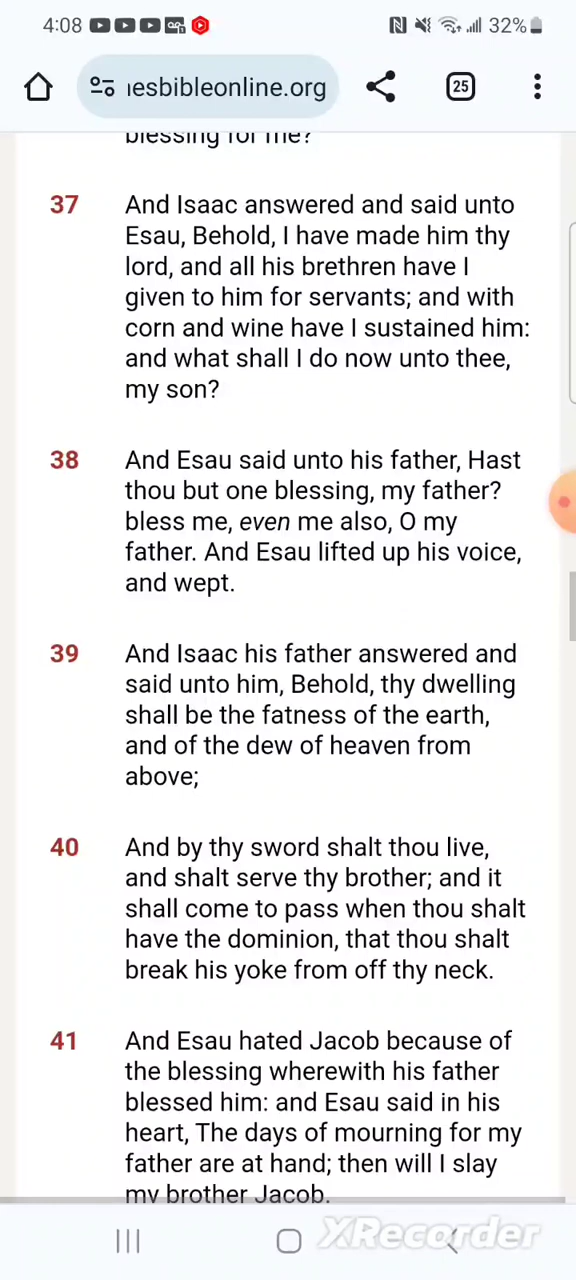 4:08
32%
nesbibleonline.org
25
blessing for me?
37 And Isaac answered and said unto
Esau, Behold, I have made him thy
lord, and all his brethren have I
given to him for servants; and with
corn and wine have I sustained him:
and what shall I do now unto thee,
my son?
38 And Esau said unto his father, Hast
thou but one blessing, my father?
bless me, even me also, O my
father. And Esau lifted up his voice,
and wept.
39 And Isaac his father answered and
said unto him, Behold, thy dwelling
shall be the fatness of the earth,
and of the dew of heaven from
above;
40 And by thy sword shalt thou live,
and shalt serve thy brother; and it
shall come to pass when thou shalt
have the dominion, that thou shalt
break his yoke from off thy neck.
41 And Esau hated Jacob because of
the blessing wherewith his father
blessed him: and Esau said in his
heart, The days of mourning for my
father are at hand; then will I slay
my brother Jacob.
XRecorder